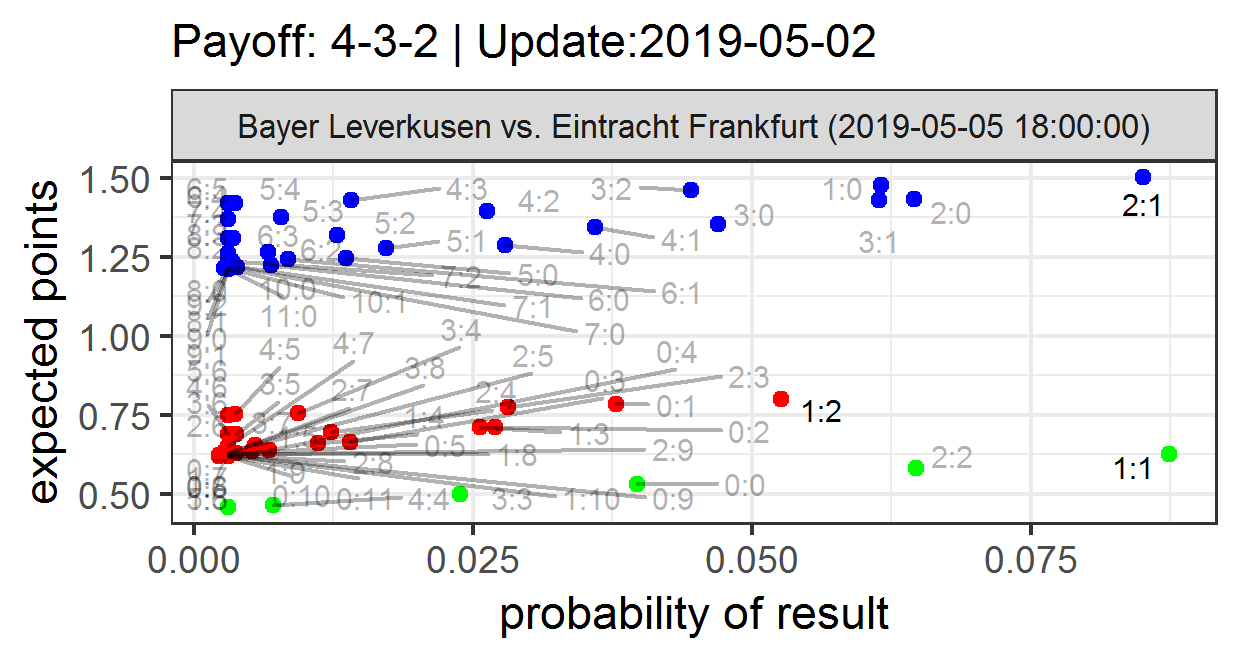 Payoff: 4-3-2 | Update:2019-05-02
Bayer Leverkusen vs. Eintracht Frankfurt (2019-05-05 18:00:00)
expected points
1.50
1.25
1.00
0.75
0.50
6:5 5:4 4:3 3:2 1:0 2:1
4:2 3:0 2:0
5:3 5:2 5:1 4:1 3:1
6:3 6:2 4:0
7:2 5:0 6:1
10:0 10:1 7:1 6:0
11:0 3:4 7:0
4:5 4:7 2:5 0:4
3:5 2:7 3:8 2:4 0:3 2:3
3:7 1:4 0:1 1:2
0:5 1:3 0:2
2:8 1:8 2:9 2:2 1:1
1:9
0:10 0:11 4:4 3:3 1:10 0:9 0:0
0.000
0.025
0.050
0.075
probability of result